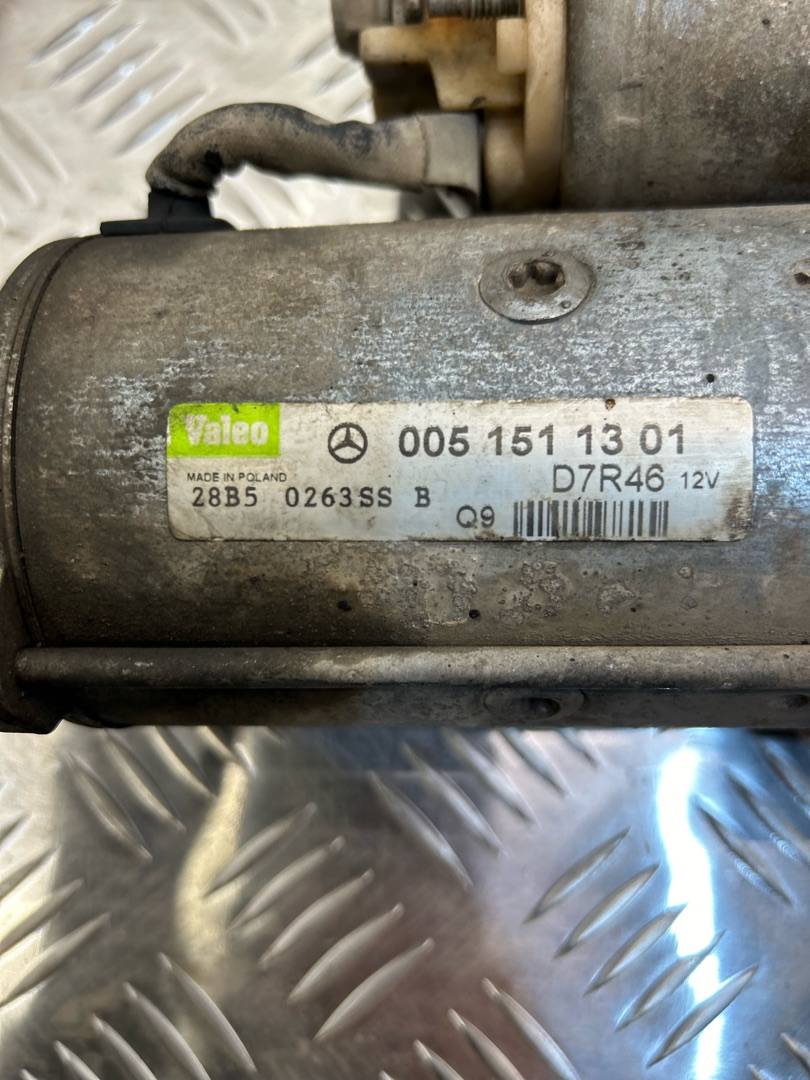 Valeo 005 151 13 01
MADE IN POLAND D7R46 12V
28B5 0263SS B
Q9